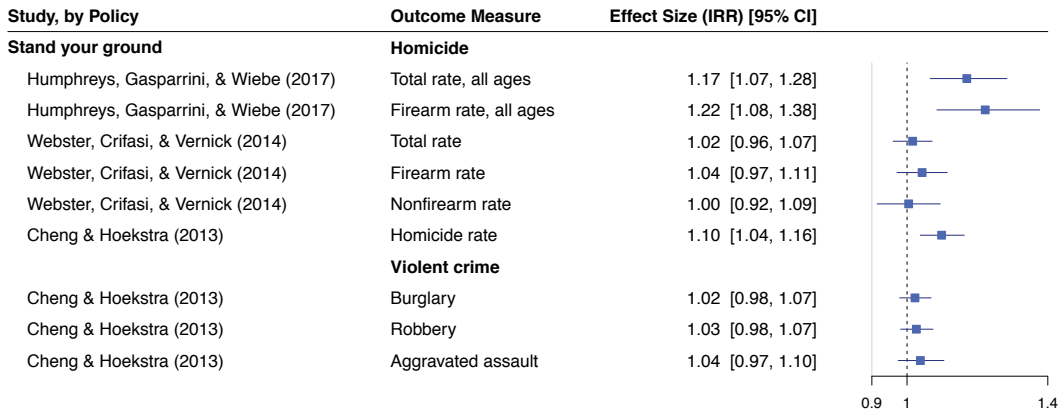 Study, by Policy Outcome Measure Effect Size (IRR) [95% CI]
Stand your ground Homicide
Humphreys, Gasparrini, & Wiebe (2017) Total rate, all ages 1.17 [1.07, 1.28]
Humphreys, Gasparrini, & Wiebe (2017) Firearm rate, all ages 1.22 [1.08, 1.38]
Webster, Crifasi, & Vernick (2014) Total rate 1.02 [0.96, 1.07]
Webster, Crifasi, & Vernick (2014) Firearm rate 1.04 [0.97, 1.11]
Webster, Crifasi, & Vernick (2014) Nonfirearm rate 1.00 [0.92, 1.09]
Cheng & Hoekstra (2013) Homicide rate 1.10 [1.04, 1.16]
Violent crime
Cheng & Hoekstra (2013) Burglary 1.02 [0.98, 1.07]
Cheng & Hoekstra (2013) Robbery 1.03 [0.98, 1.07]
Cheng & Hoekstra (2013) Aggravated assault 1.04 [0.97, 1.10]
0.9 1 1.4